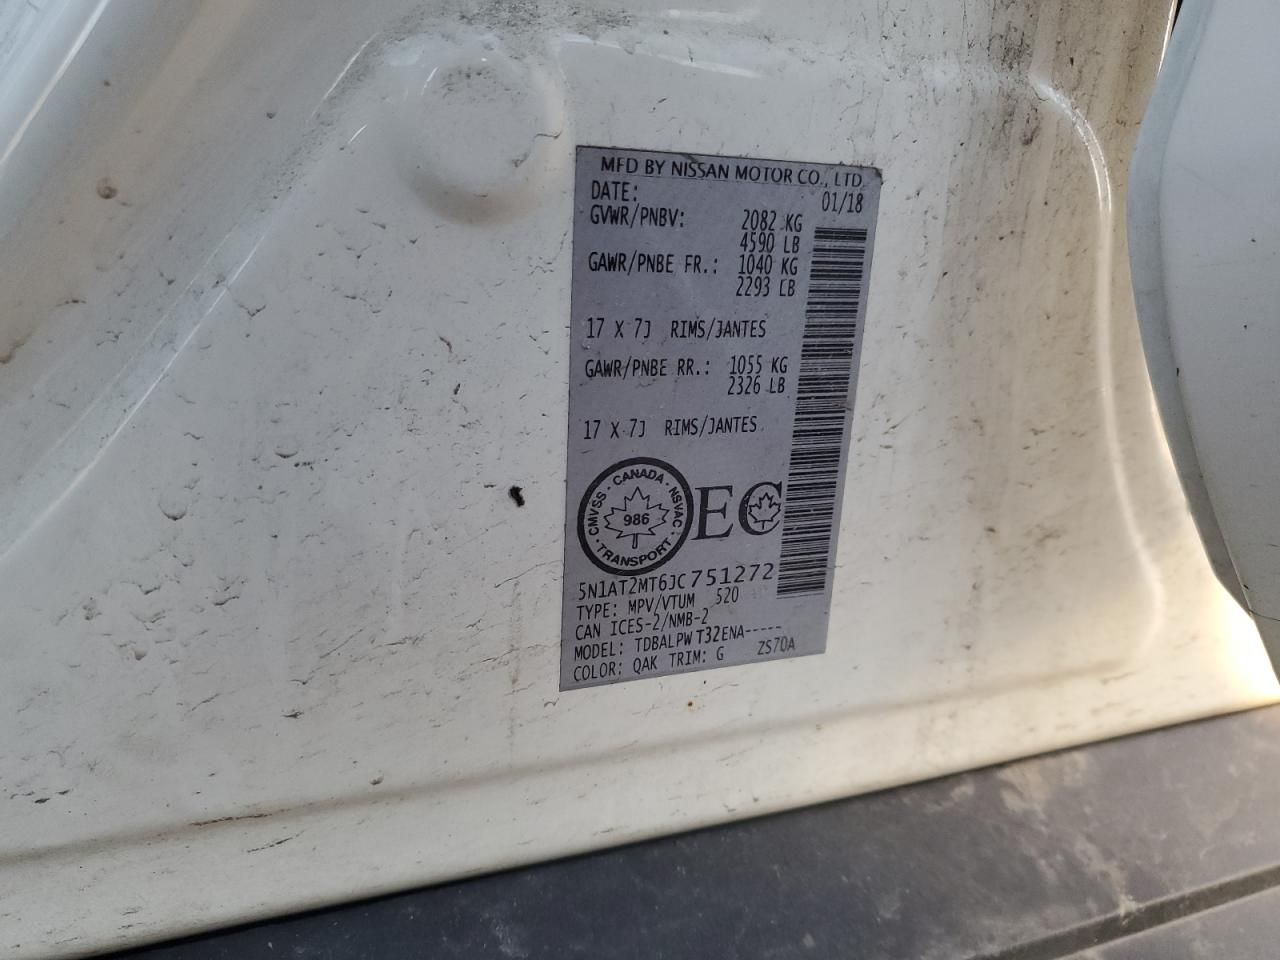 MFD BY NISSAN MOTOR CO., LTD
DATE: 01/18
GVWR/PNBV: 2082 KG
4590 LB
GAWR/PNBE FR.: 1040 KG
2293 LB
17 X 7J RIMS/JANTES
GAWR/PNBE RR.: 1055 KG
2326 LB
17 X 7J RIMS/JANTES
CMVSS · CANADA · NSVAC · TRANSPORT ·
986
EC
5N1AT2MT6JC751272
TYPE: MPV/VTUM 520
CAN ICES-2/NMB-2
MODEL: TDBALPW T32ENA-----
COLOR: QAK TRIM: G ZS70A